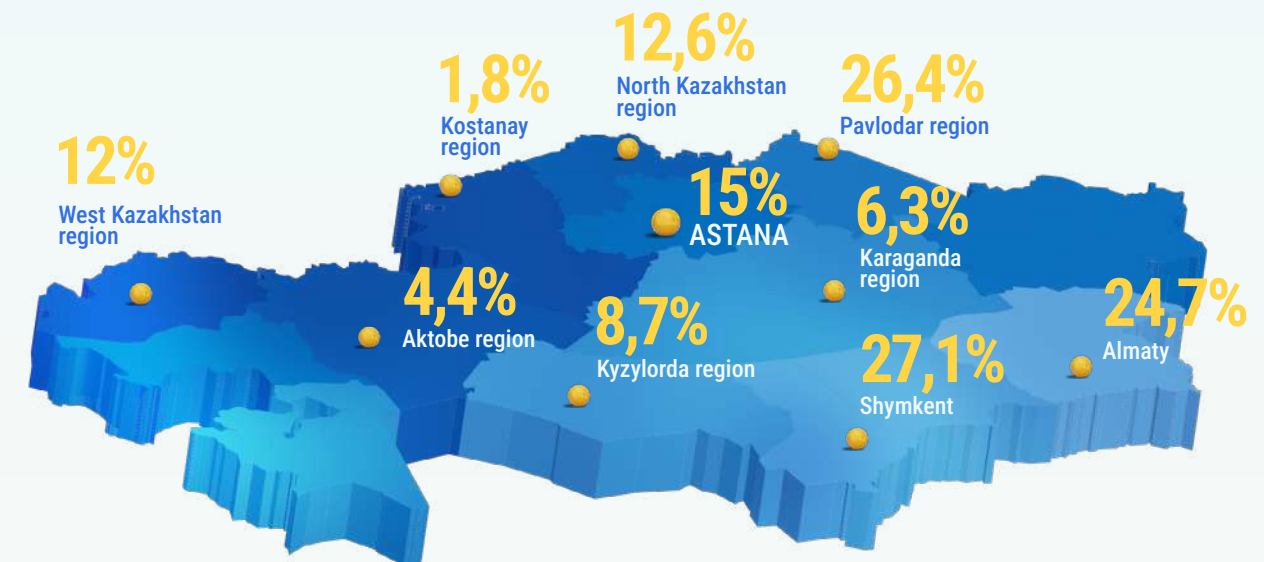 12,6%
North Kazakhstan
region
1,8%
Kostanay
region
26,4%
Pavlodar region
12%
West Kazakhstan
region
15%
ASTANA
6,3%
Karaganda
region
4,4%
Aktobe region
8,7%
Kyzylorda region
24,7%
Almaty
27,1%
Shymkent